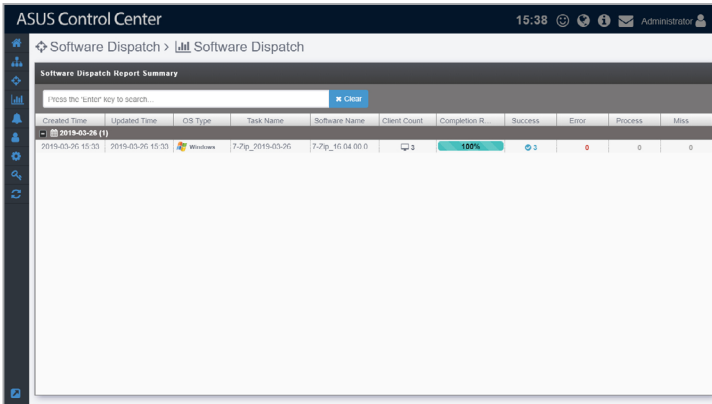 ASUS Control Center
15:38
Administrator
Software Dispatch > Software Dispatch
Software Dispatch Report Summary
Press the 'Enter' key to search...
✖ Clear
Created Time Updated Time OS Type Task Name Software Name Client Count Completion R... Success Error Process Miss
2019-03-26 (1)
2019-03-26 15:33 2019-03-26 15:33 Windows 7-Zip_2019-03-26 7-Zip_16.04.00.0 3 100% 3 0 0 0